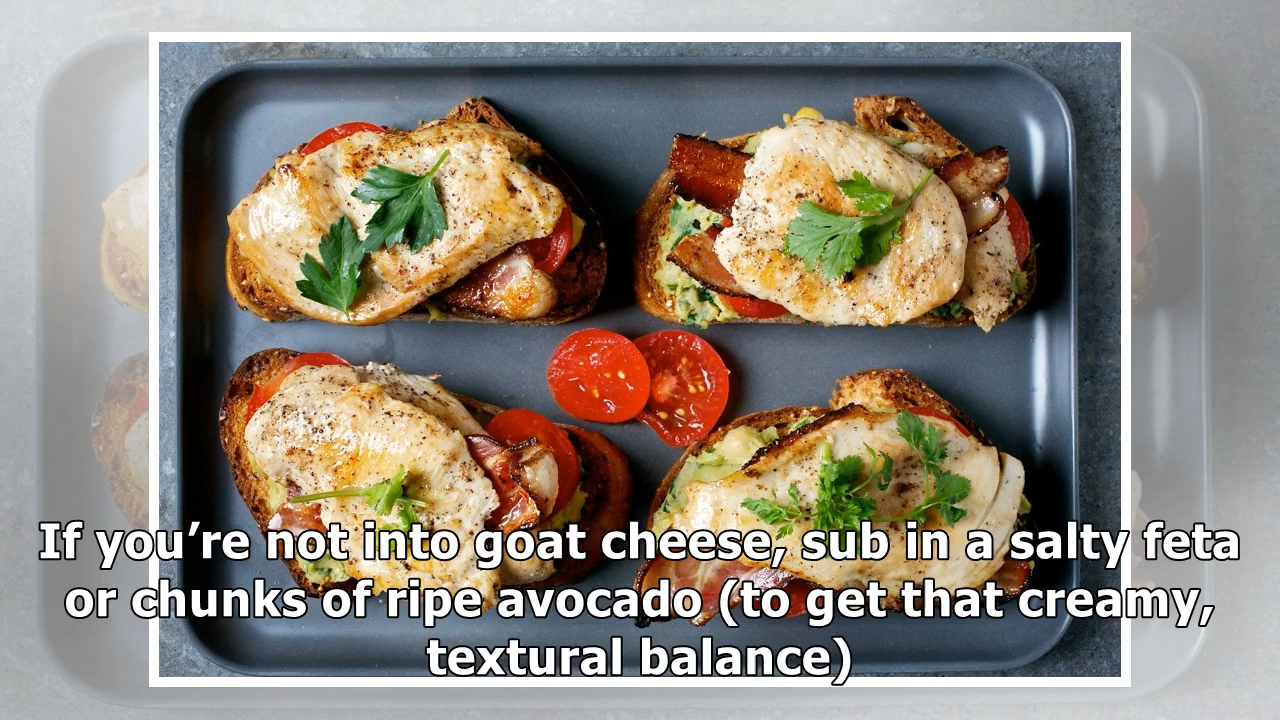 If you’re not into goat cheese, sub in a salty feta
or chunks of ripe avocado (to get that creamy,
textural balance)